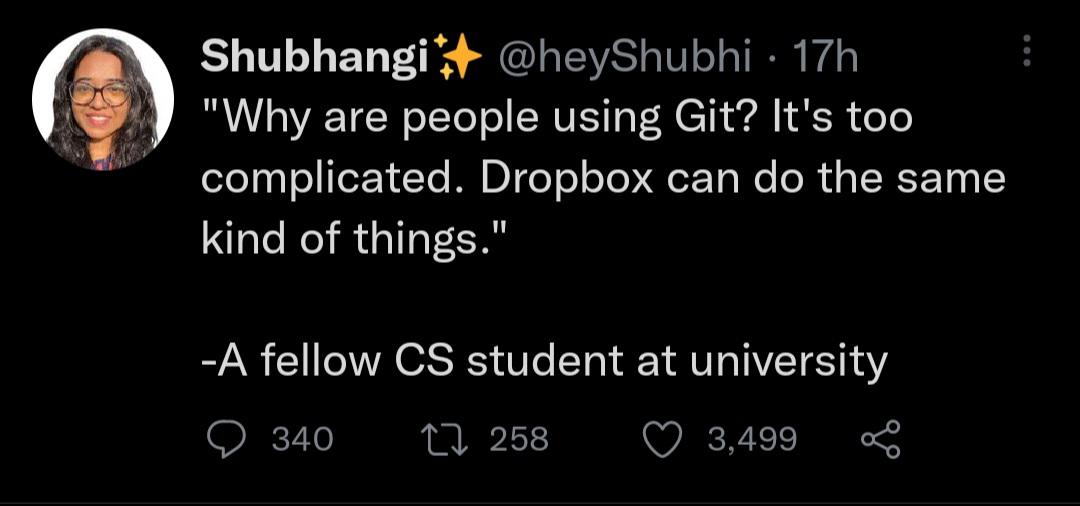 Shubhangi✨ @heyShubhi · 17h
"Why are people using Git? It's too
complicated. Dropbox can do the same
kind of things."
-A fellow CS student at university
340 258 3,499